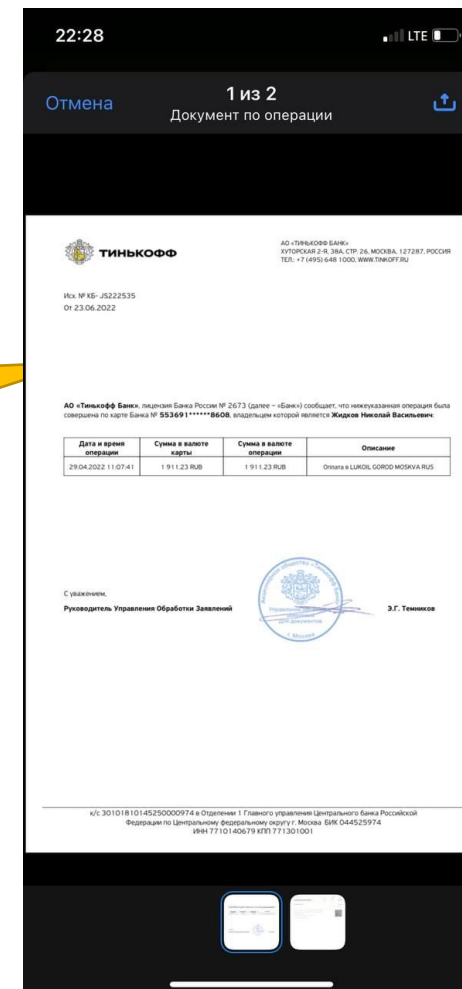 22:28
LTE
Отмена
1 из 2
Документ по операции
ТИНЬКОФФ
АО «ТИНЬКОФФ БАНК»
ХУТОРСКАЯ 2-Я, 38А, СТР. 26, МОСКВА, 127287, РОССИЯ
ТЕЛ.: +7 (495) 648 1000, WWW.TINKOFF.RU
Исх. № КБ- JS222535
От 23.06.2022
АО «Тинькофф Банк», лицензия Банка России № 2673 (далее – «Банк») сообщает, что нижеуказанная операция была
совершена по карте Банка № 553691******8608, владельцем которой является Жидков Николай Васильевич:
Дата и время операции Сумма в валюте карты Сумма в валюте операции Описание
29.04.2022 11:07:41 1 911.23 RUB 1 911.23 RUB Оплата в LUKOIL GOROD MOSKVA RUS
С уважением,
Руководитель Управления Обработки Заявлений Э.Г. Темников
г. Москва
к/с 30101810145250000974 в Отделении 1 Главного управления Центрального банка Российской
Федерации по Центральному федеральному округу г. Москва БИК 044525974
ИНН 7710140679 КПП 771301001